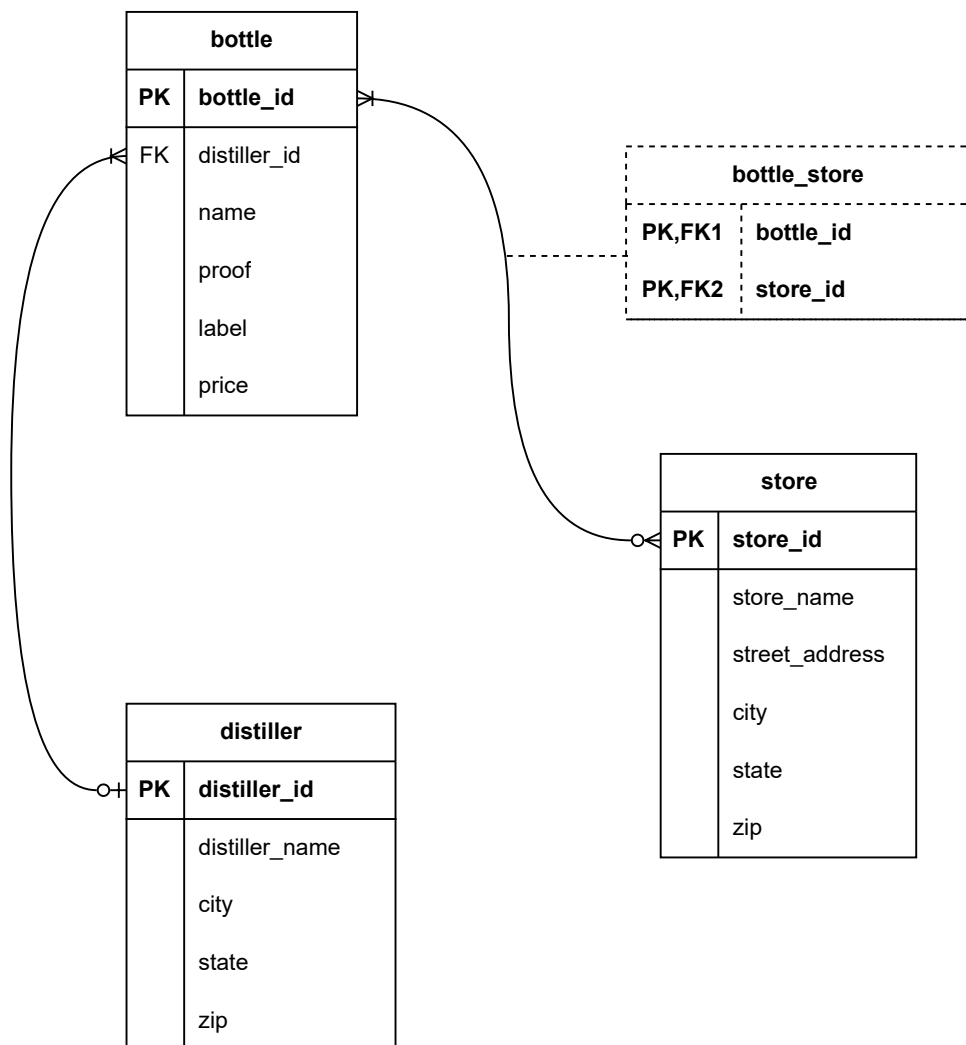 bottle
PK bottle_id
FK distiller_id
name
proof
label
price
bottle_store
PK,FK1 bottle_id
PK,FK2 store_id
store
PK store_id
store_name
street_address
city
state
zip
distiller
PK distiller_id
distiller_name
city
state
zip